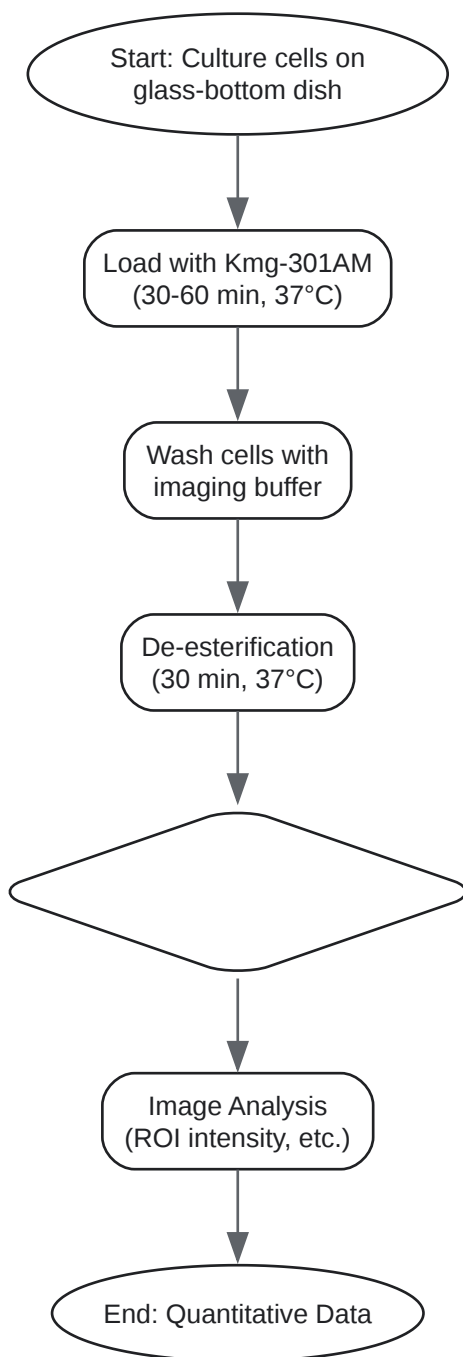 Start: Culture cells on
glass-bottom dish
Load with Kmg-301AM
(30-60 min, 37°C)
Wash cells with
imaging buffer
De-esterification
(30 min, 37°C)
Image Analysis
(ROI intensity, etc.)
End: Quantitative Data